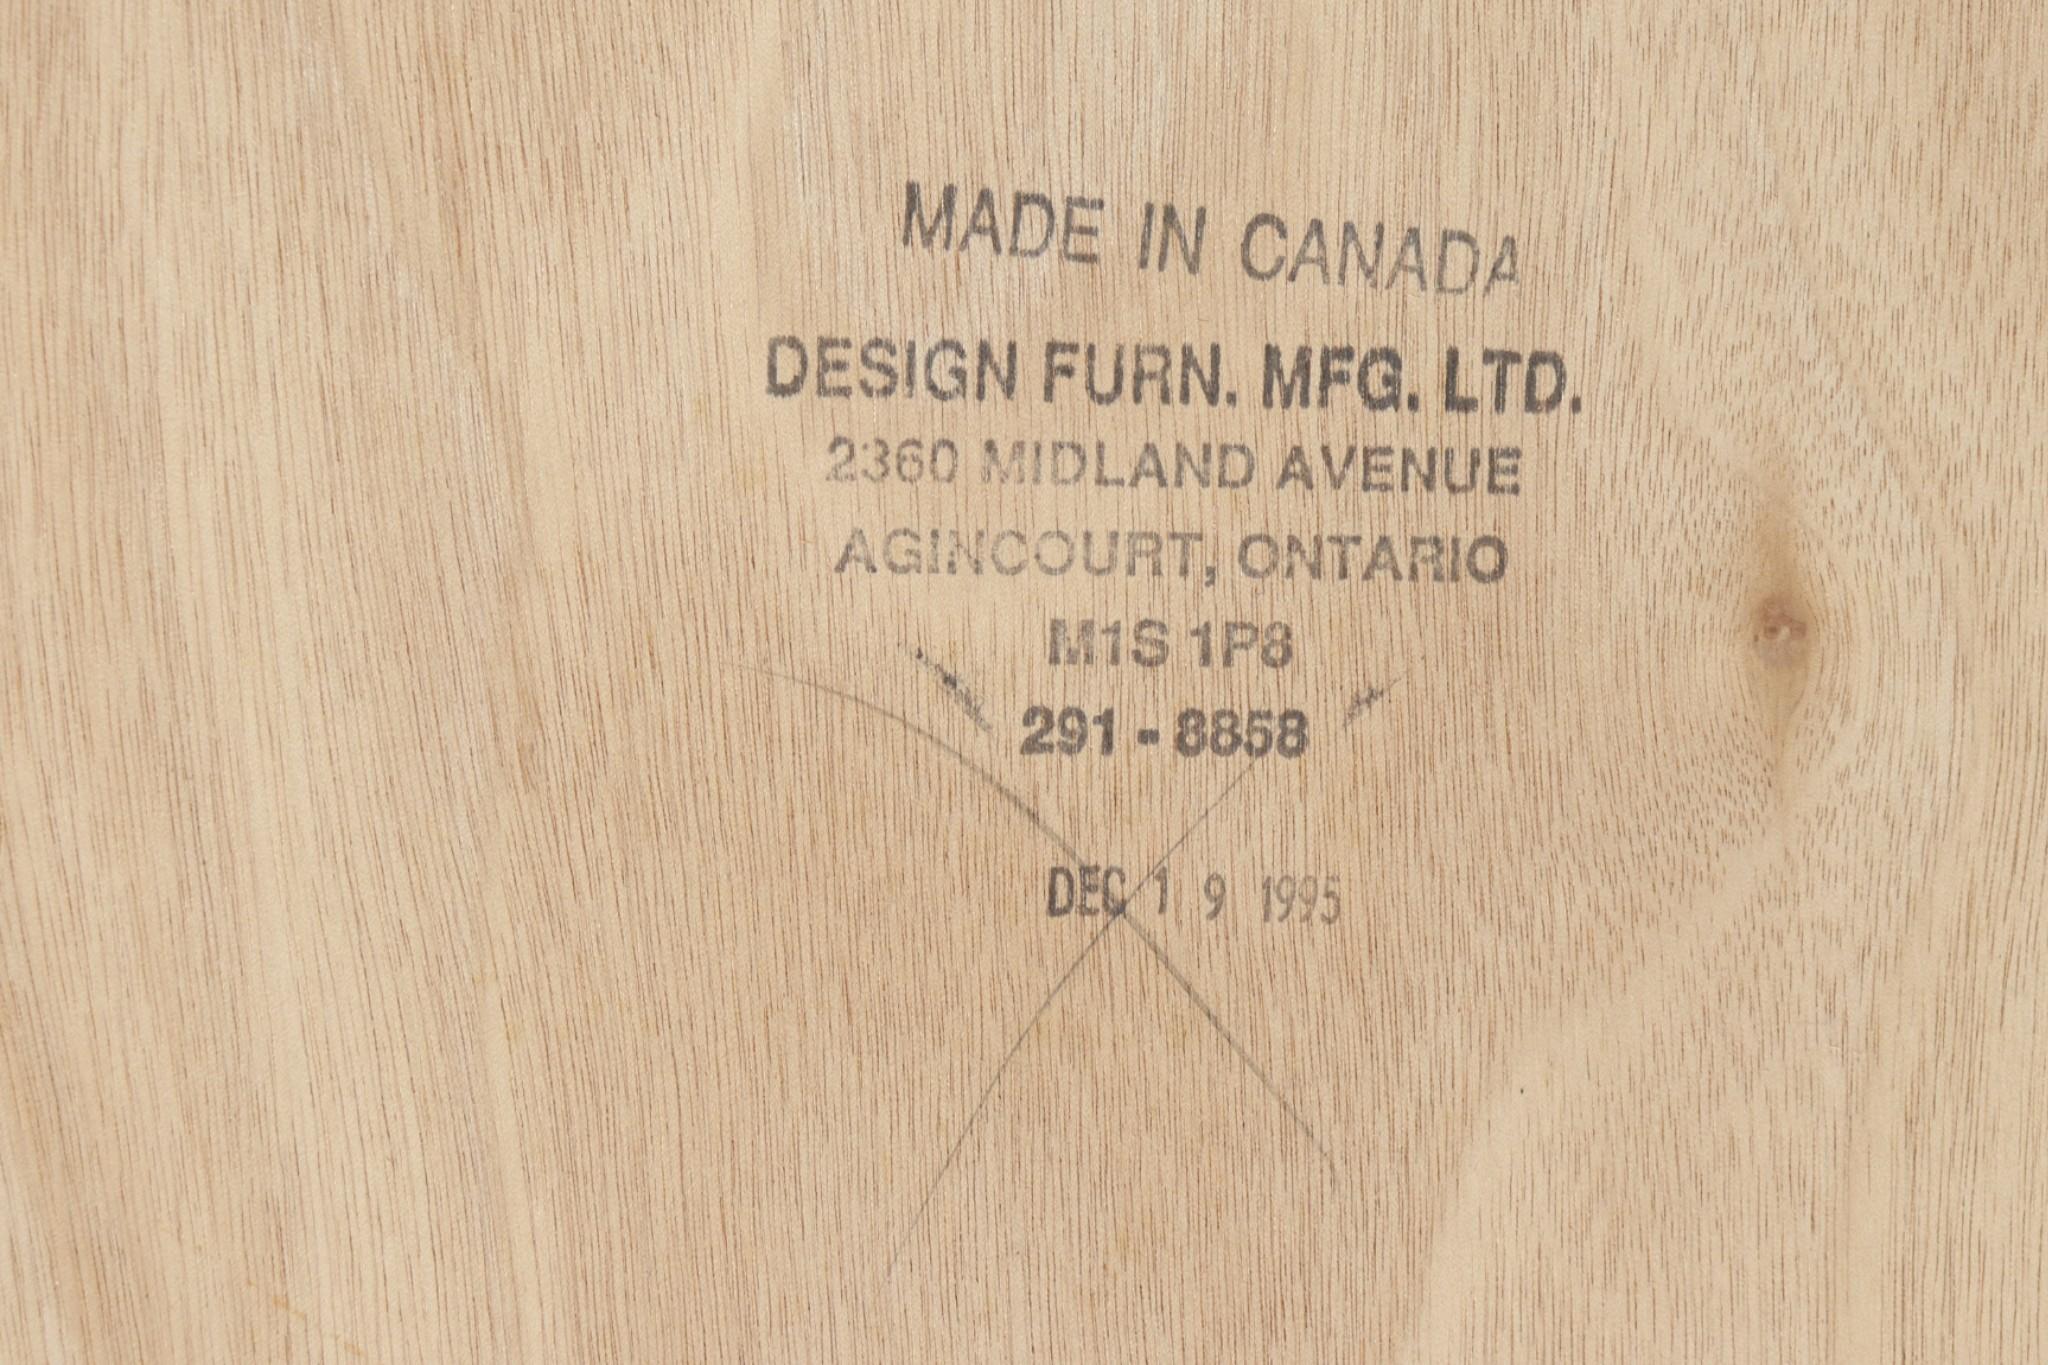 MADE IN CANADA
DESIGN FURN. MFG. LTD.
2360 MIDLAND AVENUE
AGINCOURT, ONTARIO
M1S 1P8
291 - 8858
DEC 1 9 1995